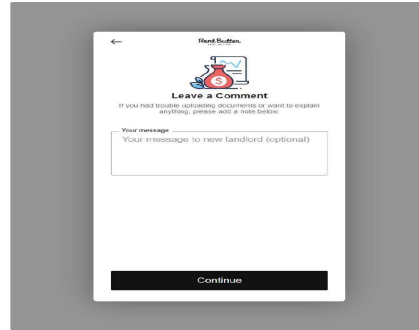 Rent Butter
Leave a Comment
If you had trouble uploading documents or want to explain
anything, please add a note below.
Your message
Your message to new landlord (optional)
Continue